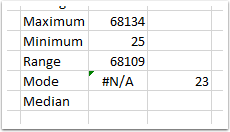 Maximum 68134
Minimum 25
Range 68109
Mode #N/A 23
Median